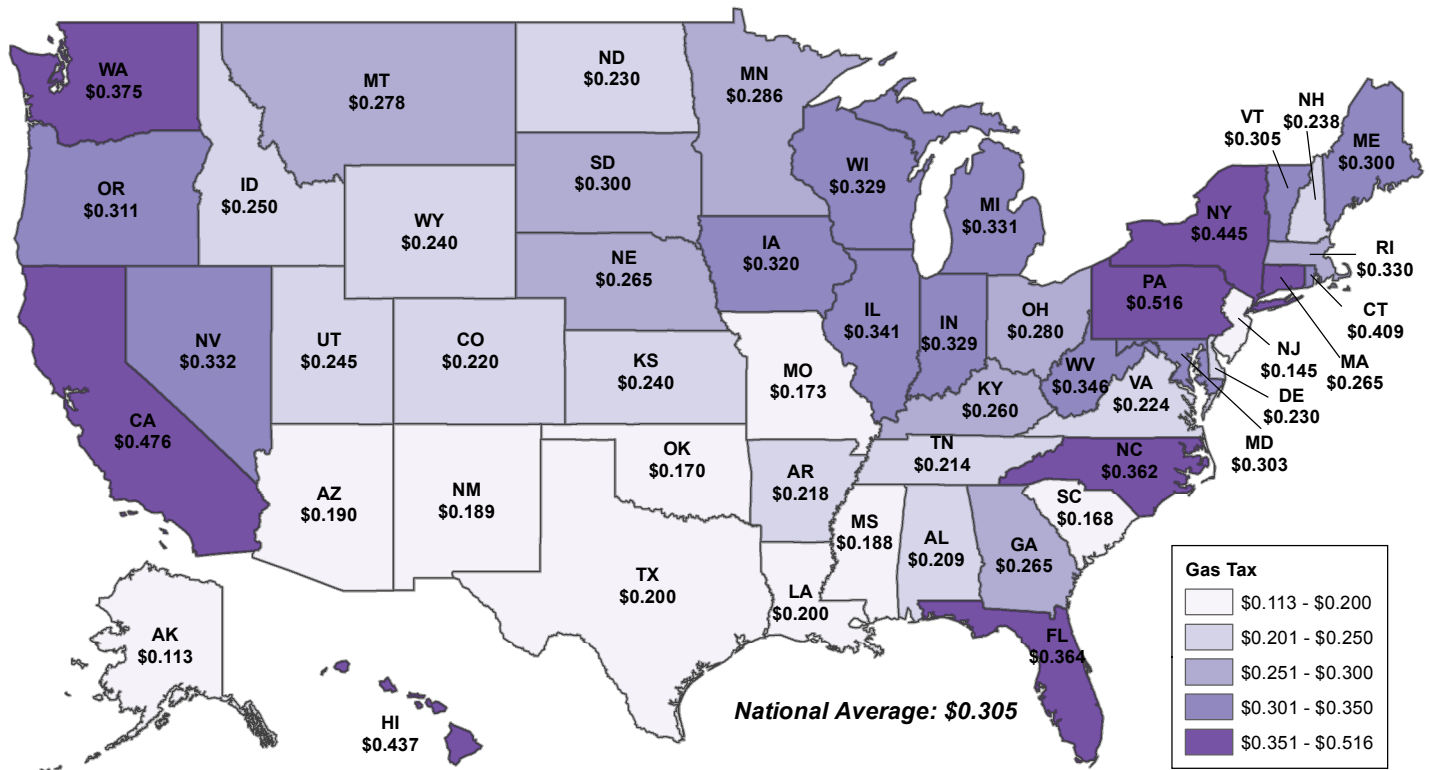 WA
$0.375
MT
$0.278
ND
$0.230
MN
$0.286
OR
$0.311
ID
$0.250
WY
$0.240
SD
$0.300
WI
$0.329
MI
$0.331
VT
$0.305
NH
$0.238
ME
$0.300
NY
$0.445
RI
$0.330
NE
$0.265
IA
$0.320
PA
$0.516
CT
$0.409
NV
$0.332
UT
$0.245
CO
$0.220
KS
$0.240
MO
$0.173
IL
$0.341
IN
$0.329
OH
$0.280
NJ
$0.145
MA
$0.265
WV
$0.346
VA
$0.224
DE
$0.230
MD
$0.303
KY
$0.260
CA
$0.476
AZ
$0.190
NM
$0.189
OK
$0.170
AR
$0.218
TN
$0.214
NC
$0.362
SC
$0.168
MS
$0.188
AL
$0.209
GA
$0.265
TX
$0.200
LA
$0.200
FL
$0.364
AK
$0.113
HI
$0.437
National Average: $0.305
Gas Tax
$0.113 - $0.200
$0.201 - $0.250
$0.251 - $0.300
$0.301 - $0.350
$0.351 - $0.516